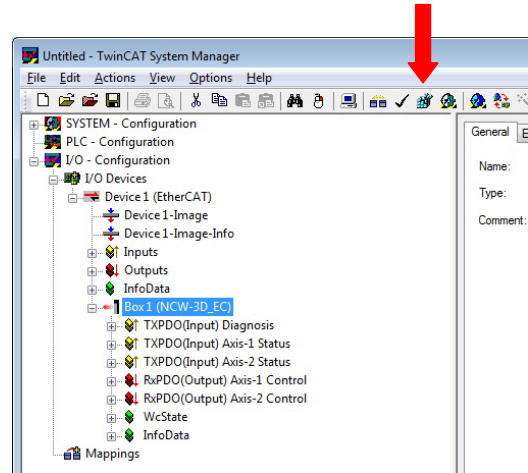 Untitled - TwinCAT System Manager
File Edit Actions View Options Help
SYSTEM - Configuration
PLC - Configuration
I/O - Configuration
I/O Devices
Device 1 (EtherCAT)
Device 1-Image
Device 1-Image-Info
Inputs
Outputs
InfoData
Box 1 (NCW-3D_EC)
TXPDO(Input) Diagnosis
TXPDO(Input) Axis-1 Status
TXPDO(Input) Axis-2 Status
RxPDO(Output) Axis-1 Control
RxPDO(Output) Axis-2 Control
WcState
InfoData
Mappings
General E
Name:
Type:
Comment: